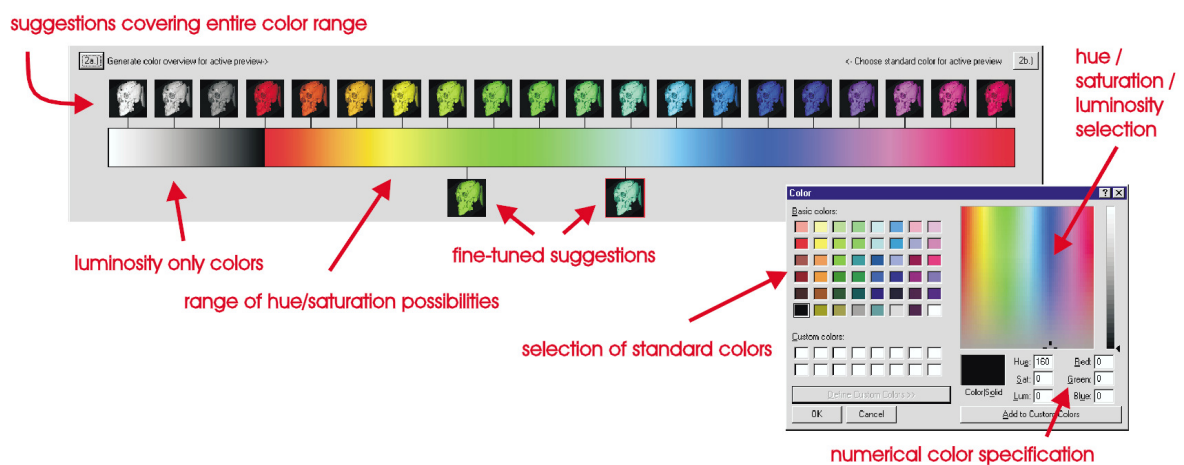 suggestions covering entire color range
2a.) Generate color overview for active preview->
<- Choose standard color for active preview 2b.)
hue /
saturation /
luminosity
selection
luminosity only colors
range of hue/saturation possibilities
fine-tuned suggestions
selection of standard colors
Color
Basic colors:
Custom colors:
Define Custom Colors >>
OK Cancel
Color|Solid
Hue: 160 Red: 0
Sat: 0 Green: 0
Lum: 0 Blue: 0
Add to Custom Colors
numerical color specification